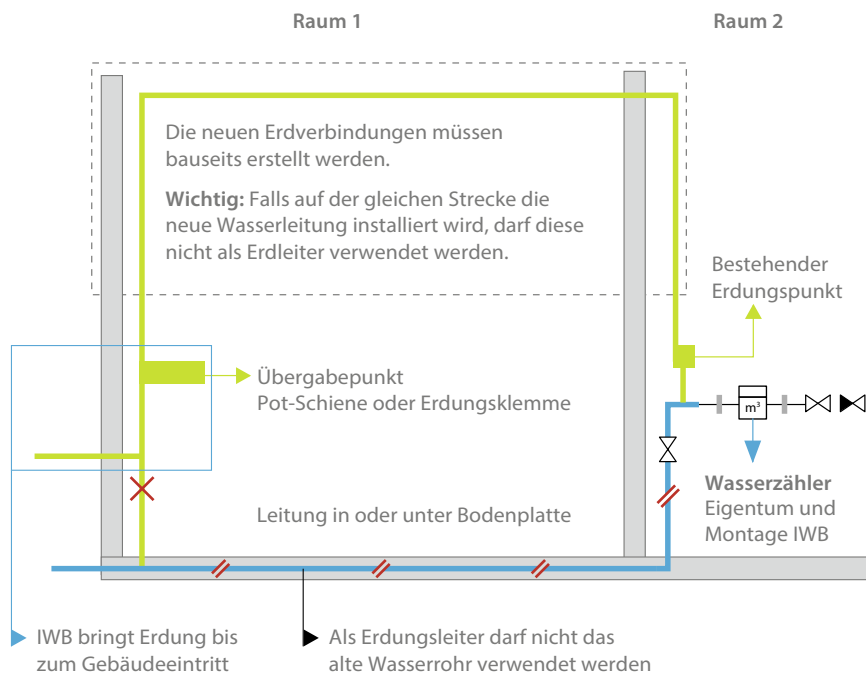 Raum 1
Raum 2
Die neuen Erdverbindungen müssen
bauseits erstellt werden.
Wichtig: Falls auf der gleichen Strecke die
neue Wasserleitung installiert wird, darf diese
nicht als Erdleiter verwendet werden.
Bestehender
Erdungspunkt
Übergabepunkt
Pot-Schiene oder Erdungsklemme
m³
Wasserzähler
Eigentum und
Montage IWB
Leitung in oder unter Bodenplatte
IWB bringt Erdung bis
zum Gebäudeeintritt
Als Erdungsleiter darf nicht das
alte Wasserrohr verwendet werden